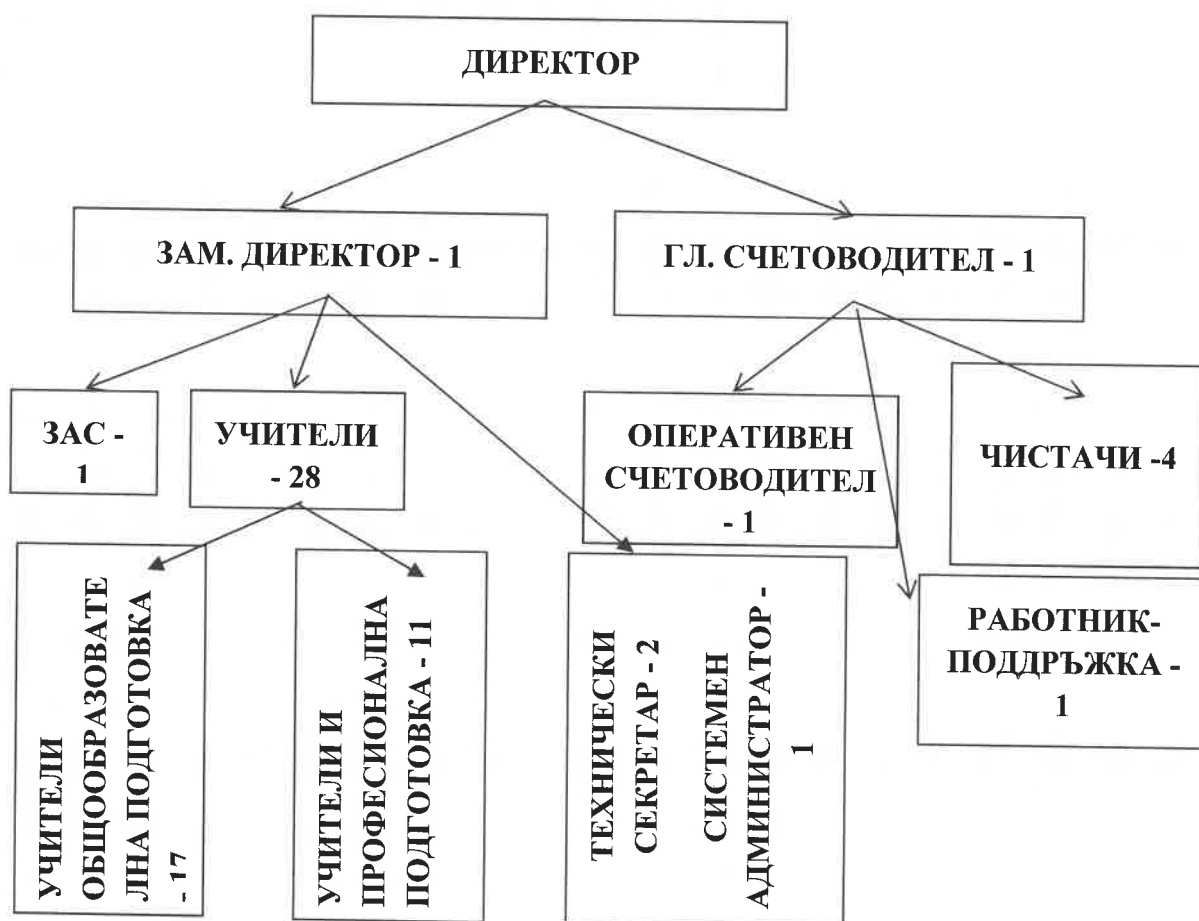 ДИРЕКТОР
ЗАМ. ДИРЕКТОР - 1
ГЛ. СЧЕТОВОДИТЕЛ - 1
ЗАС -
1
УЧИТЕЛИ
- 28
ОПЕРАТИВЕН
СЧЕТОВОДИТЕЛ
- 1
ЧИСТАЧИ -4
УЧИТЕЛИ
ОБЩООБРАЗОВАТЕ
ЛНА ПОДГОТОВКА
- 17
УЧИТЕЛИ И
ПРОФЕСИОНАЛНА
ПОДГОТОВКА - 11
ТЕХНИЧЕСКИ
СЕКРЕТАР - 2
СИСТЕМЕН
АДМИНИСТРАТОР -
1
РАБОТНИК-
ПОДДРЪЖКА -
1